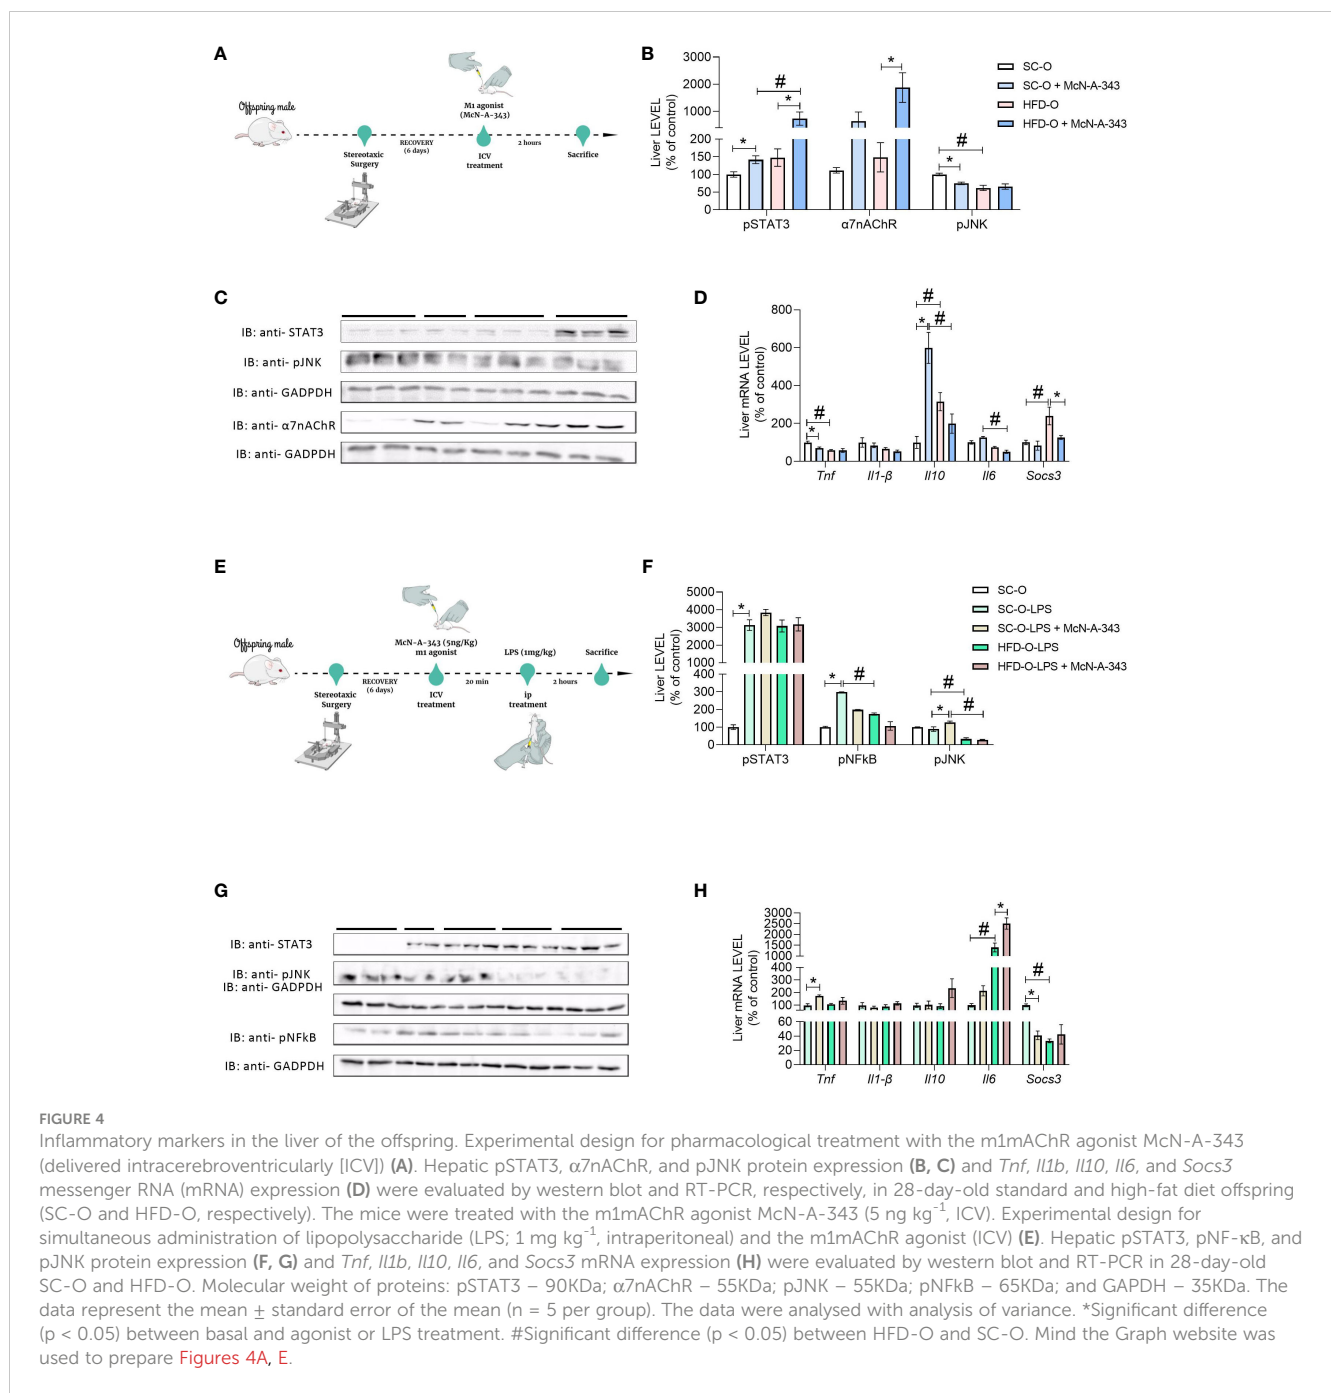 A
Offspring male
M1 agonist
(McN-A-343)
Stereotaxic
Surgery
RECOVERY
(6 days)
ICV
treatment
2 hours
Sacrifice
B
Liver LEVEL
(% of control)
3000
2000
1000
200
150
100
50
0
* # * * # *
pSTAT3 α7nAChR pJNK
SC-O
SC-O + McN-A-343
HFD-O
HFD-O + McN-A-343
C
IB: anti- STAT3
IB: anti- pJNK
IB: anti- GADPDH
IB: anti- α7nAChR
IB: anti- GADPDH
D
Liver mRNA LEVEL
(% of control)
800
600
400
200
100
0
# * # * # # # *
Tnf Il1-β Il10 Il6 Socs3
E
Offspring male
McN-A-343 (5ng/Kg)
m1 agonist
LPS (1mg/kg)
Sacrifice
Stereotaxic
Surgery
RECOVERY
(6 days)
ICV
treatment
20 min
ip
treatment
2 hours
F
Liver LEVEL
(% of control)
5000
4000
3000
2000
1000
400
300
200
100
0
* * # # * #
pSTAT3 pNFkB pJNK
SC-O
SC-O-LPS
SC-O-LPS + McN-A-343
HFD-O-LPS
HFD-O-LPS + McN-A-343
G
IB: anti- STAT3
IB: anti- pJNK
IB: anti- GADPDH
IB: anti- pNFkB
IB: anti- GADPDH
H
Liver mRNA LEVEL
(% of control)
3000
2500
2000
1500
1000
400
300
200
100
60
40
20
0
* # * # *
Tnf Il1-β Il10 Il6 Socs3
FIGURE 4
Inflammatory markers in the liver of the offspring. Experimental design for pharmacological treatment with the m1mAChR agonist McN-A-343
(delivered intracerebroventricularly [ICV]) (A). Hepatic pSTAT3, α7nAChR, and pJNK protein expression (B, C) and Tnf, Il1b, Il10, Il6, and Socs3
messenger RNA (mRNA) expression (D) were evaluated by western blot and RT-PCR, respectively, in 28-day-old standard and high-fat diet offspring
(SC-O and HFD-O, respectively). The mice were treated with the m1mAChR agonist McN-A-343 (5 ng kg⁻¹, ICV). Experimental design for
simultaneous administration of lipopolysaccharide (LPS; 1 mg kg⁻¹, intraperitoneal) and the m1mAChR agonist (ICV) (E). Hepatic pSTAT3, pNF-κB, and
pJNK protein expression (F, G) and Tnf, Il1b, Il10, Il6, and Socs3 mRNA expression (H) were evaluated by western blot and RT-PCR in 28-day-old
SC-O and HFD-O. Molecular weight of proteins: pSTAT3 – 90KDa; α7nAChR – 55KDa; pJNK – 55KDa; pNFkB – 65KDa; and GAPDH – 35KDa. The
data represent the mean ± standard error of the mean (n = 5 per group). The data were analysed with analysis of variance. *Significant difference
(p < 0.05) between basal and agonist or LPS treatment. #Significant difference (p < 0.05) between HFD-O and SC-O. Mind the Graph website was
used to prepare Figures 4A, E.